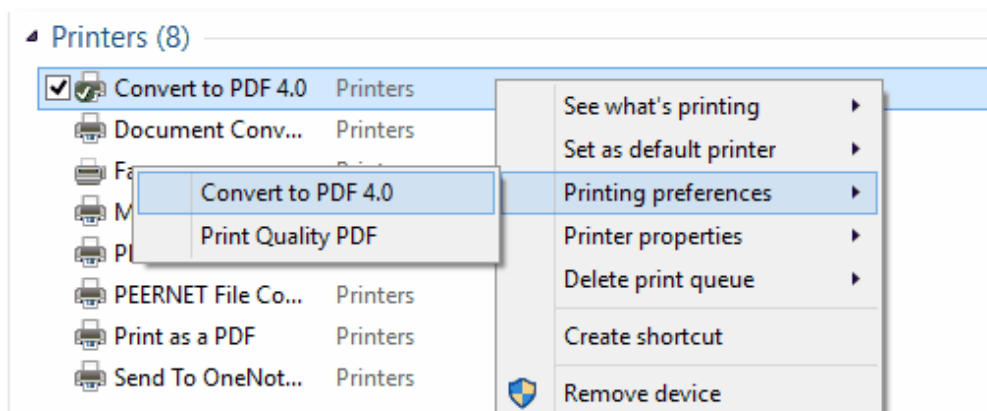 Printers (8)
Convert to PDF 4.0 Printers
Document Conv... Printers
PEERNET File Co... Printers
Print as a PDF Printers
Send To OneNot... Printers
See what's printing
Set as default printer
Printing preferences
Printer properties
Delete print queue
Create shortcut
Remove device
Convert to PDF 4.0
Print Quality PDF